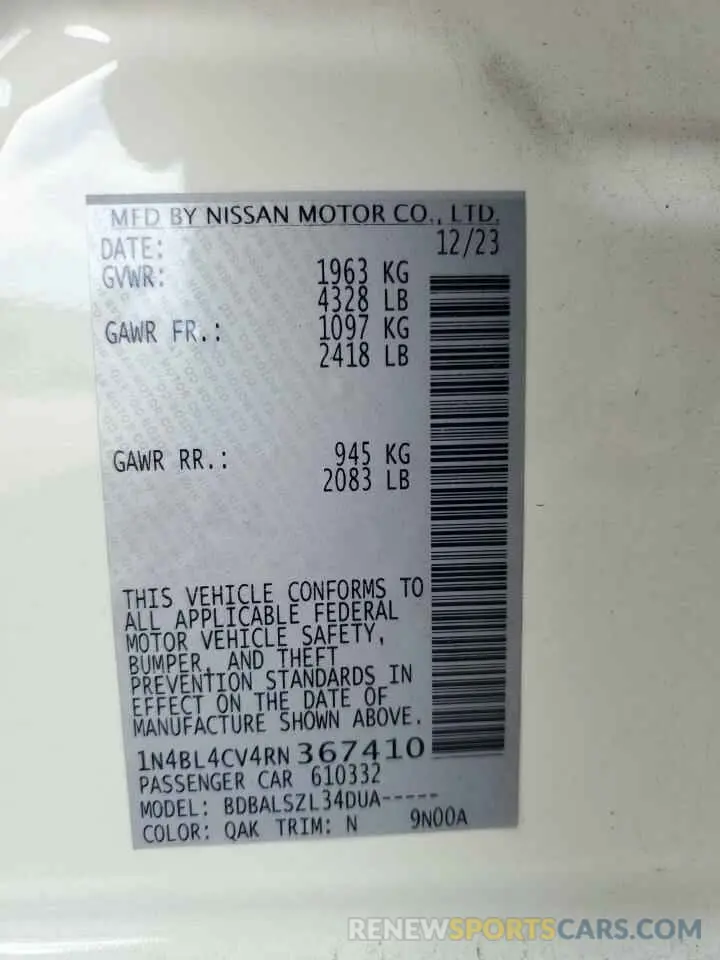 MFD BY NISSAN MOTOR CO., LTD.
DATE: 12/23
GVWR: 1963 KG
4328 LB
GAWR FR.: 1097 KG
2418 LB
GAWR RR.: 945 KG
2083 LB
THIS VEHICLE CONFORMS TO
ALL APPLICABLE FEDERAL
MOTOR VEHICLE SAFETY,
BUMPER, AND THEFT
PREVENTION STANDARDS IN
EFFECT ON THE DATE OF
MANUFACTURE SHOWN ABOVE.
1N4BL4CV4RN367410
PASSENGER CAR 610332
MODEL: BDBALSZL34DUA-----
COLOR: QAK TRIM: N 9N00A
RENEWSPORTSCARS.COM